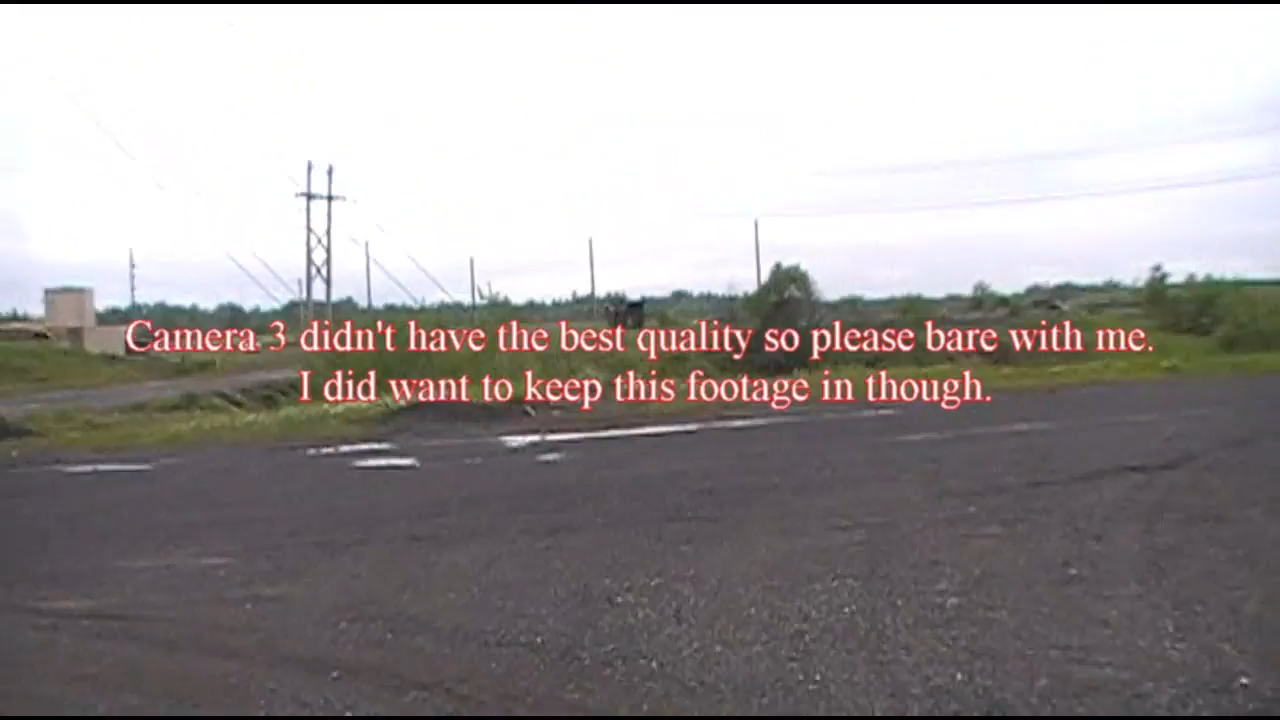 Camera 3 didn't have the best quality so please bare with me.
I did want to keep this footage in though.